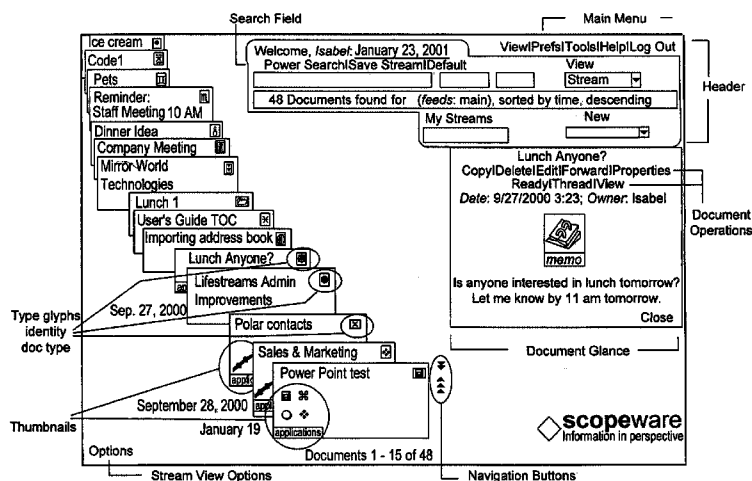 Search Field
Main Menu
Ice cream
Code1
Pets
Reminder:
Staff Meeting 10 AM
Dinner Idea
Company Meeting
Mirror World
Technologies
Lunch 1
User's Guide TOC
Importing address book
Lunch Anyone?
Lifestreams Admin
Improvements
Sep. 27, 2000
Polar contacts
Sales & Marketing
Power Point test
applications
September 28, 2000
January 19
Documents 1 - 15 of 48
Options
Welcome, Isabel: January 23, 2001
View|Prefs|Tools|Help|Log Out
Power Search|Save Stream|Default
View
Stream
48 Documents found for (feeds: main), sorted by time, descending
My Streams
New
Header
Lunch Anyone?
Copy|Delete|Edit|Forward|Properties
Ready|Thread|View
Date: 9/27/2000 3:23; Owner: Isabel
memo
Is anyone interested in lunch tomorrow?
Let me know by 11 am tomorrow.
Close
Document
Operations
Document Glance
Type glyphs
identity
doc type
Thumbnails
scopeware
Information in perspective
Stream View Options
Navigation Buttons